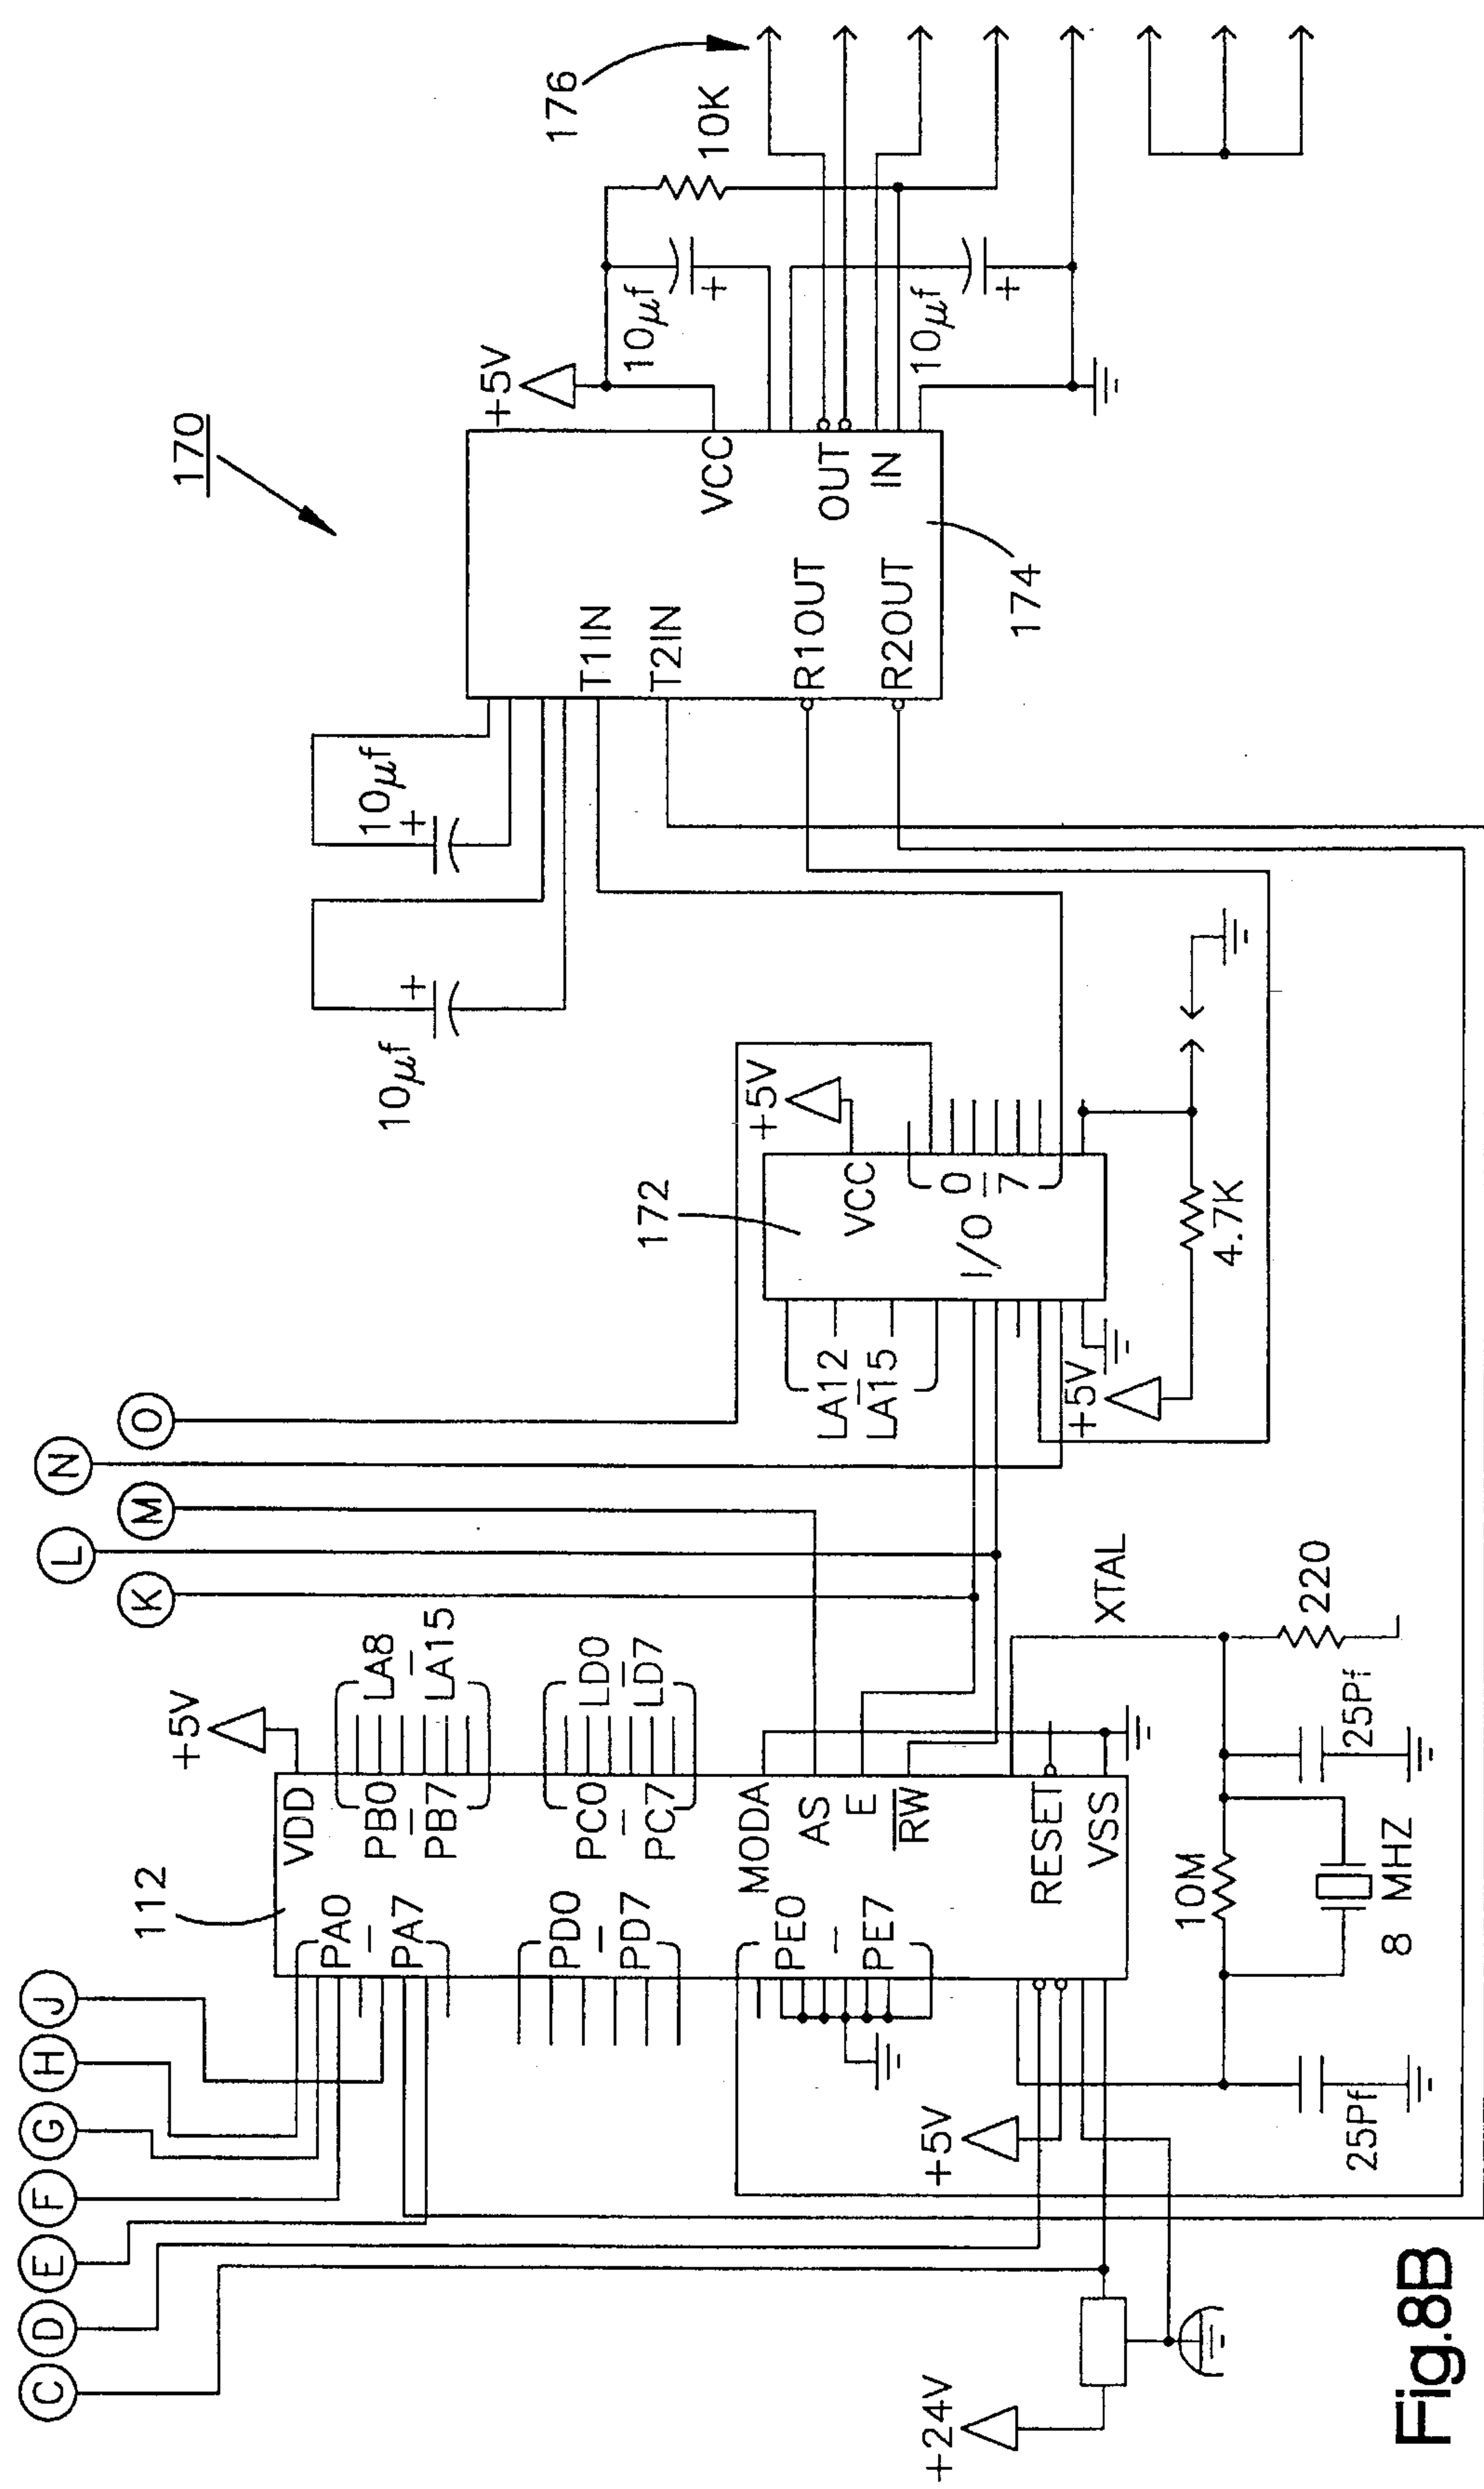 C
D
E
F
G
H
J
K
L
M
N
O
112
+5V
VDD
PA0
–
PA7
PB0
–
PB7
LA8
–
LA15
PD0
–
PD7
PC0
–
PC7
LD0
–
LD7
PE0
–
PE7
MODA
AS
E
RW
RESET
VSS
+5V
+24V
XTAL
10M
220
25Pf
25Pf
8 MHZ
172
+5V
VCC
LA12
–
LA15
I/O
0
–
7
+5V
4.7K
170
10µf
+
10µf
+
T1IN
T2IN
R1OUT
R2OUT
VCC
OUT
IN
174
+5V
10µf
+
10µf
+
10K
176
Fig.8B